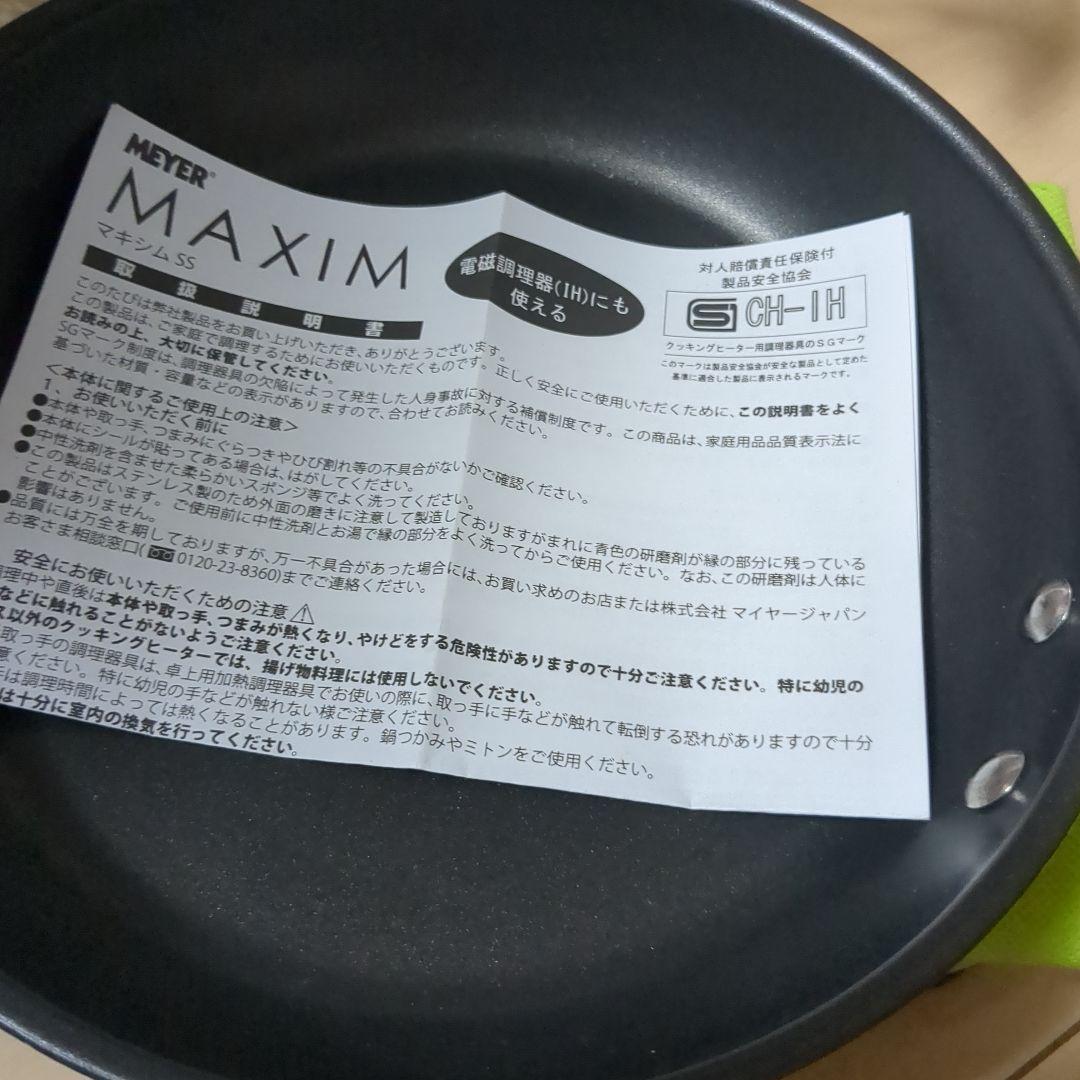 MEYER®
MAXIM
マキシム SS
電磁調理器(IH)にも
使える
対人賠償責任保険付
製品安全協会
S CH-IH
クッキングヒーター用調理器具のSGマーク
このマークは製品安全協会が安全な製品として定めた
基準に適合した製品に表示されるマークです。
取扱説明書
このたびは弊社製品をお買い上げいただき、ありがとうございます。
この製品は、ご家庭で調理するためにお使いいただくものです。正しく安全にご使用いただくために、この説明書をよく
お読みの上、大切に保管してください。
SGマーク制度は、調理器具の欠陥によって発生した人身事故に対する補償制度です。この商品は、家庭用品品質表示法に
基づいた材質・容量などの表示がありますので、合わせてお読みください。
<本体に関するご使用上の注意>
1、お使いいただく前に
●本体や取っ手、つまみにぐらつきやひび割れ等の不具合がないかご確認ください。
●本体にシールが貼ってある場合は、はがしてください。
●中性洗剤を含ませた柔らかいスポンジ等でよく洗ってください。
●この製品はステンレス製のため外面の磨きに注意して製造しておりますがまれに青色の研磨剤が縁の部分に残っている
ことがございます。ご使用前に中性洗剤とお湯で縁の部分をよく洗ってからご使用ください。なお、この研磨剤は人体に
影響はありません。
●品質には万全を期しておりますが、万一不具合があった場合には、お買い求めのお店または株式会社 マイヤージャパン
お客さま相談窓口(0120-23-8360)までご連絡ください。
安全にお使いいただくための注意⚠
調理中や直後は本体や取っ手、つまみが熱くなり、やけどをする危険性がありますので十分ご注意ください。特に幼児の
などに触れることがないようご注意ください。
以外のクッキングヒーターでは、揚げ物料理には使用しないでください。
取っ手の調理器具は、卓上用加熱調理器具でお使いの際に、取っ手に手などが触れて転倒する恐れがありますので十分
意ください。特に幼児の手などが触れない様ご注意ください。
は調理時間によっては熱くなることがあります。鍋つかみやミトンをご使用ください。
は十分に室内の換気を行ってください。